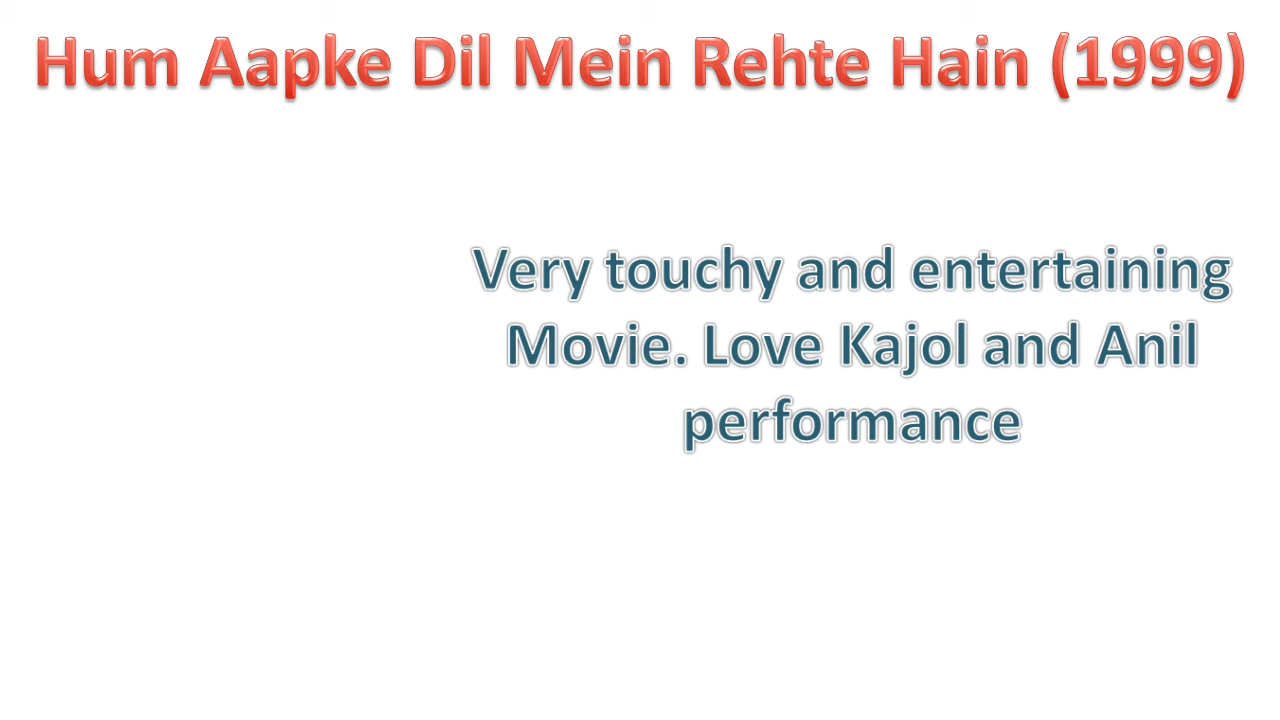 Hum Aapke Dil Mein Rehte Hain (1999)
Very touchy and entertaining
Movie. Love Kajol and Anil
performance